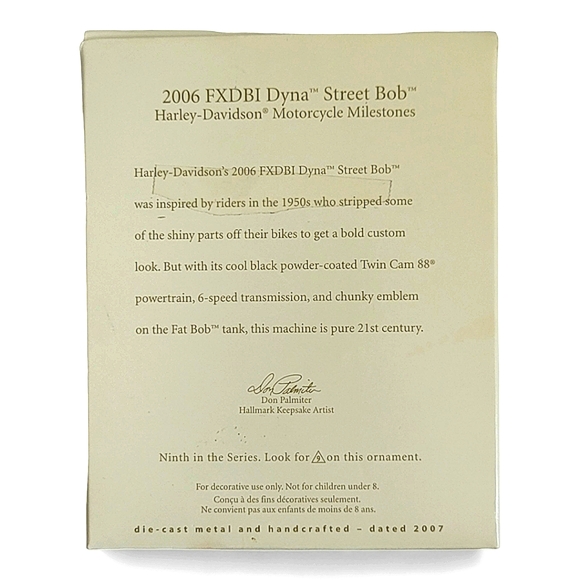 2006 FXDBI Dyna™ Street Bob™
Harley-Davidson® Motorcycle Milestones
Harley-Davidson's 2006 FXDBI Dyna™ Street Bob™
was inspired by riders in the 1950s who stripped some
of the shiny parts off their bikes to get a bold custom
look. But with its cool black powder-coated Twin Cam 88®
powertrain, 6-speed transmission, and chunky emblem
on the Fat Bob™ tank, this machine is pure 21st century.
Don Palmiter
Don Palmiter
Hallmark Keepsake Artist
Ninth in the Series. Look for 9 on this ornament.
For decorative use only. Not for children under 8.
Conçu à des fins décoratives seulement.
Ne convient pas aux enfants de moins de 8 ans.
die-cast metal and handcrafted – dated 2007